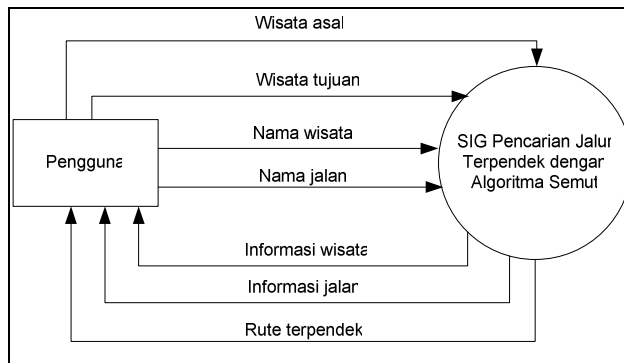 Wisata asal
Wisata tujuan
Nama wisata
Pengguna
SIG Pencarian Jalur
Terpendek dengan
Algoritma Semut
Nama jalan
Informasi wisata
Informasi jalan
Rute terpendek